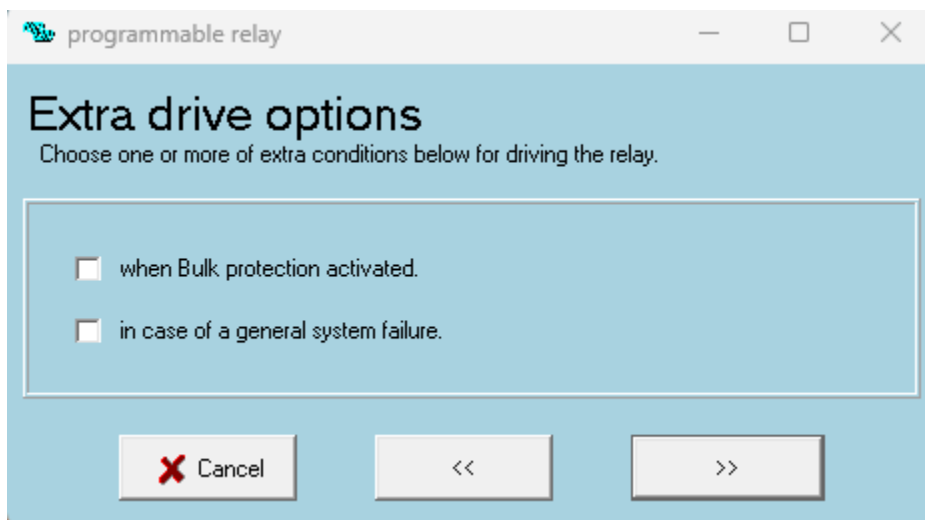 programmable relay
Extra drive options
Choose one or more of extra conditions below for driving the relay.
when Bulk protection activated.
in case of a general system failure.
Cancel
<<
>>